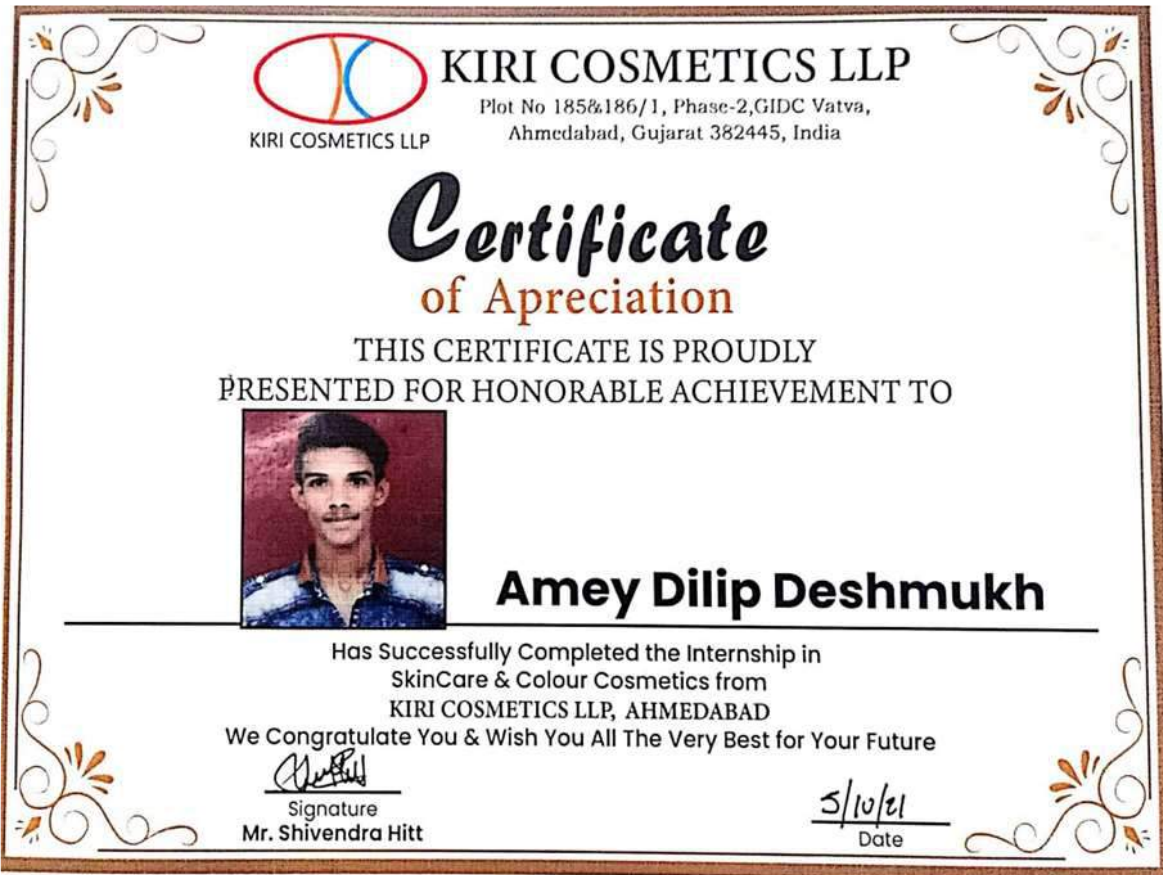 KIRI COSMETICS LLP
KIRI COSMETICS LLP
Plot No 185&186/1, Phase-2,GIDC Vatva,
Ahmedabad, Gujarat 382445, India
Certificate
of Apreciation
THIS CERTIFICATE IS PROUDLY
PRESENTED FOR HONORABLE ACHIEVEMENT TO
Amey Dilip Deshmukh
Has Successfully Completed the Internship in
SkinCare & Colour Cosmetics from
KIRI COSMETICS LLP, AHMEDABAD
We Congratulate You & Wish You All The Very Best for Your Future
Signature
Mr. Shivendra Hitt
5/10/21
Date